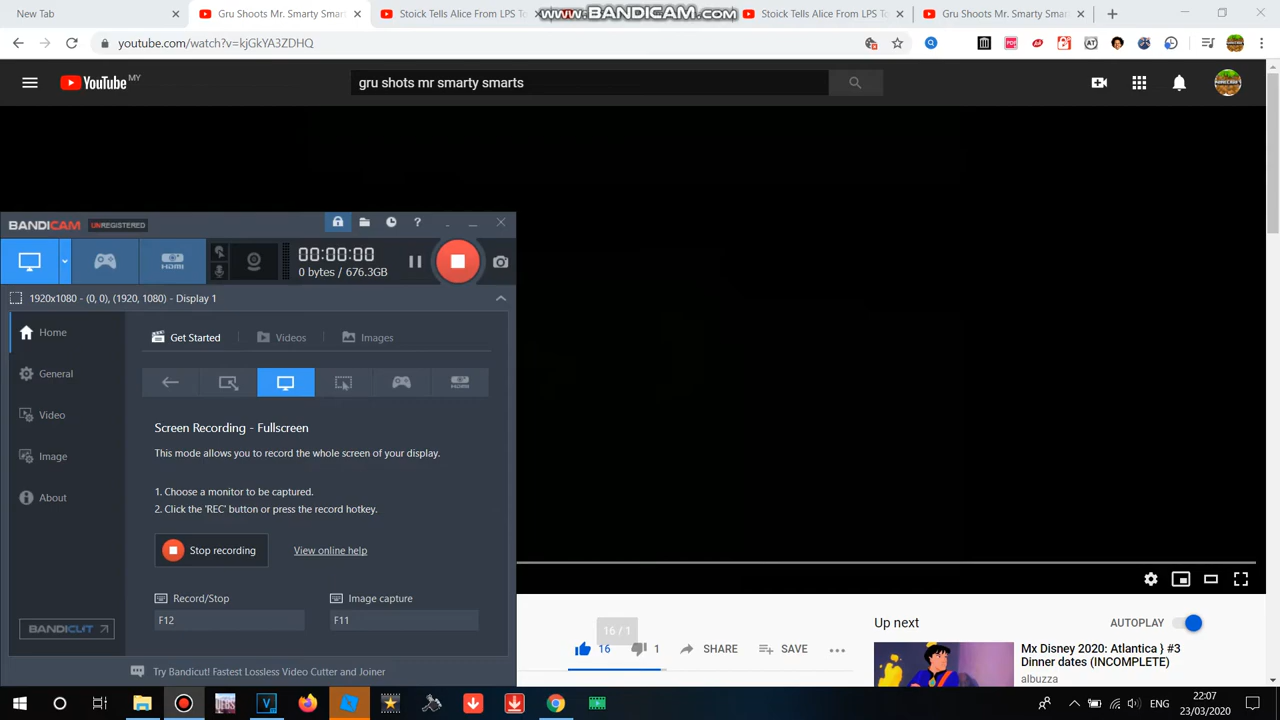 New Tab
Gru Shoots Mr. Smarty Smar
Stoick Tells Alice From LPS To
www.BANDICAM.com
Stoick Tells Alice From LPS To
Gru Shoots Mr. Smarty Smar
youtube.com/watch?v=kjGkYA3ZDHQ
YouTube MY
gru shots mr smarty smarts
BANDICAM UNREGISTERED
HDMI
00:00:00
0 bytes / 676.3GB
1920x1080 - (0, 0), (1920, 1080) - Display 1
Home
Get Started
Videos
Images
General
Video
Screen Recording - Fullscreen
This mode allows you to record the whole screen of your display.
Image
1. Choose a monitor to be captured.
About
2. Click the 'REC' button or press the record hotkey.
Stop recording
View online help
Record/Stop
Image capture
F12
F11
BANDICUT
Try Bandicut! Fastest Lossless Video Cutter and Joiner
16 / 1
16
1
SHARE
SAVE
Up next
AUTOPLAY
Mx Disney 2020: Atlantica } #3
Dinner dates (INCOMPLETE)
albuzza
ENG
22:07
23/03/2020